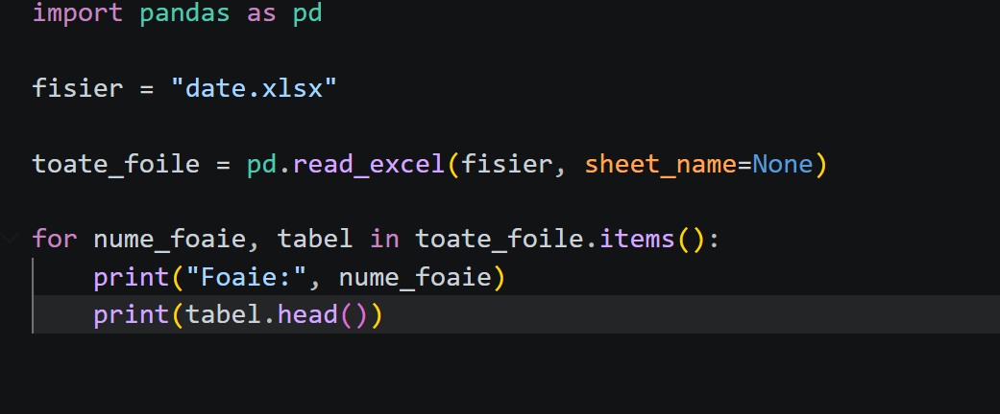 import pandas as pd
fisier = "date.xlsx"
toate_foile = pd.read_excel(fisier, sheet_name=None)
for nume_foaie, tabel in toate_foile.items():
    print("Foaie:", nume_foaie)
    print(tabel.head())